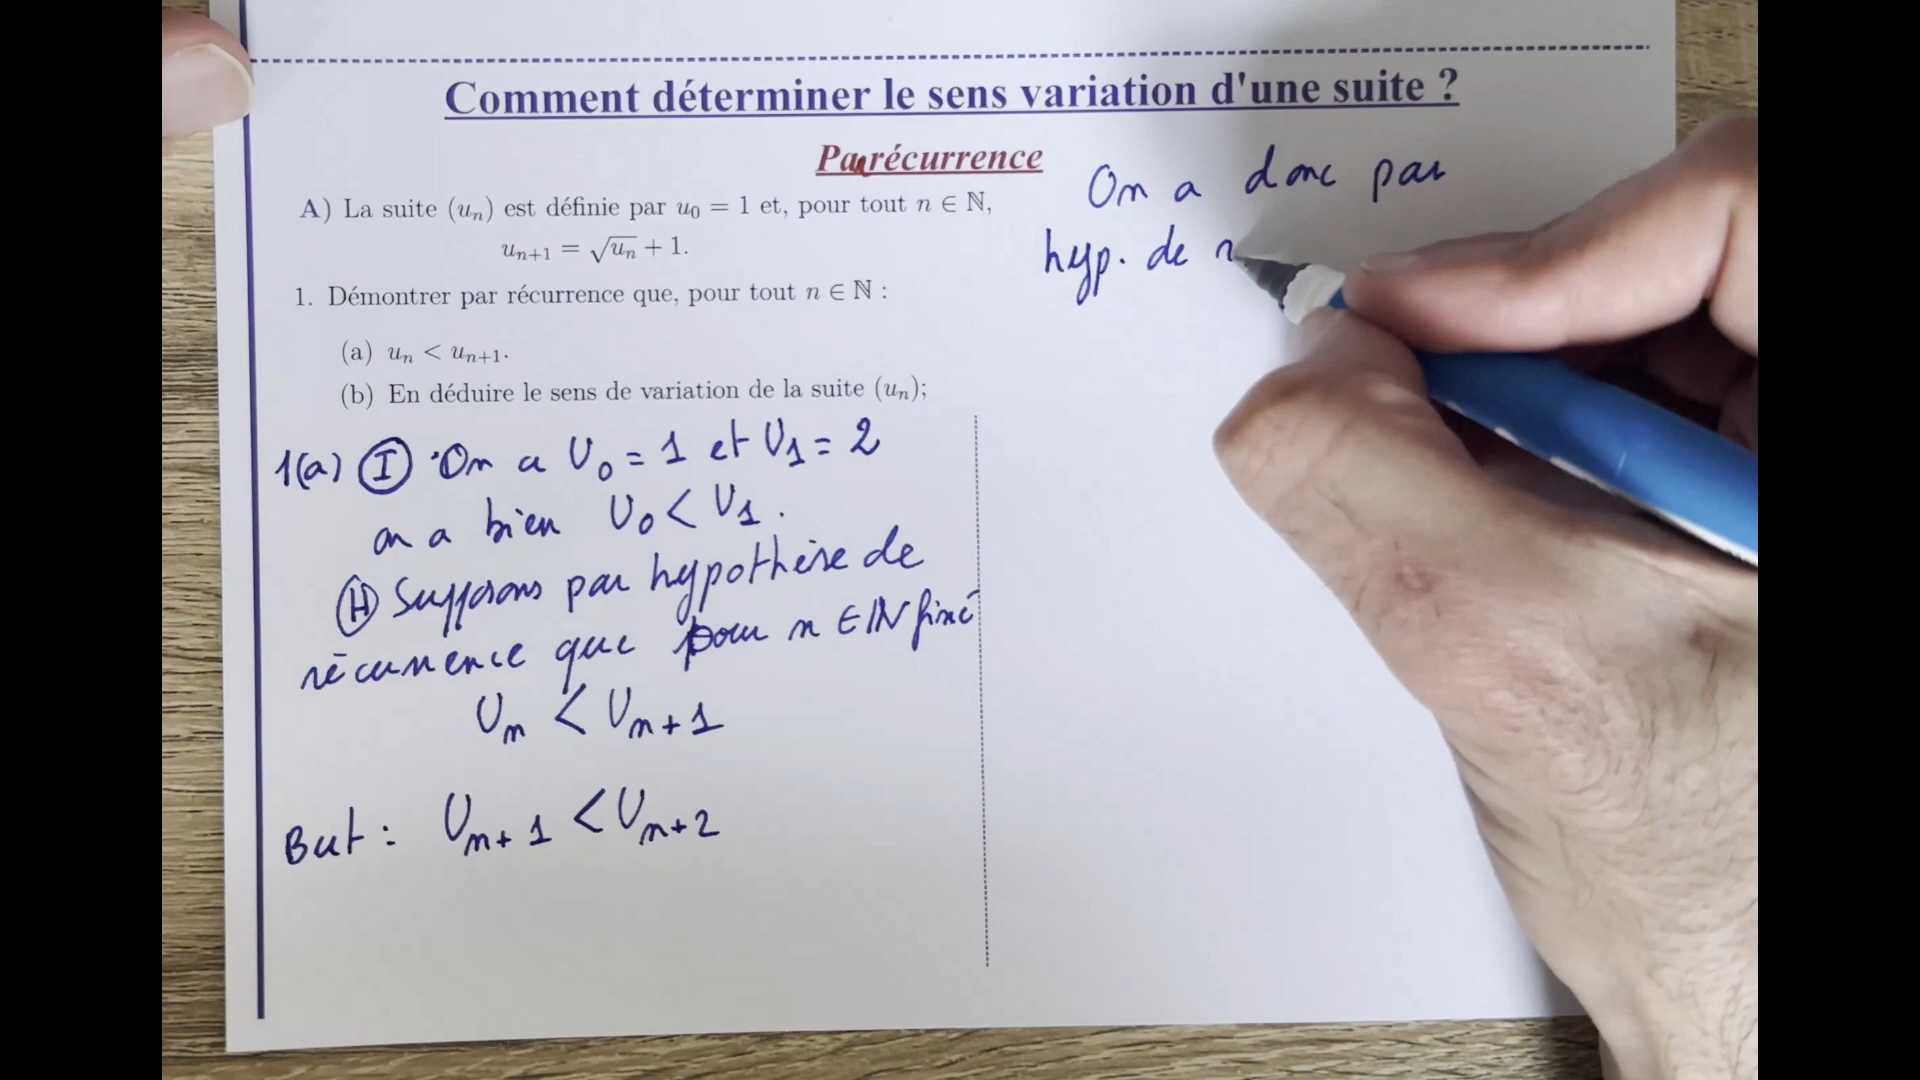 Comment déterminer le sens variation d'une suite ?
Par récurrence
A) La suite (uₙ) est définie par u₀ = 1 et, pour tout n ∈ ℕ,
uₙ₊₁ = √uₙ + 1.
1. Démontrer par récurrence que, pour tout n ∈ ℕ :
(a) uₙ < uₙ₊₁.
(b) En déduire le sens de variation de la suite (uₙ);
1(a) Ⓘ On a U₀ = 1 et U₁ = 2
on a bien U₀ < U₁.
Ⓗ Supposons par hypothèse de
récurrence que pour n ∈ ℕ fixé
Uₙ < Uₙ₊₁
But : Uₙ₊₁ < Uₙ₊₂
On a donc par
hyp. de r